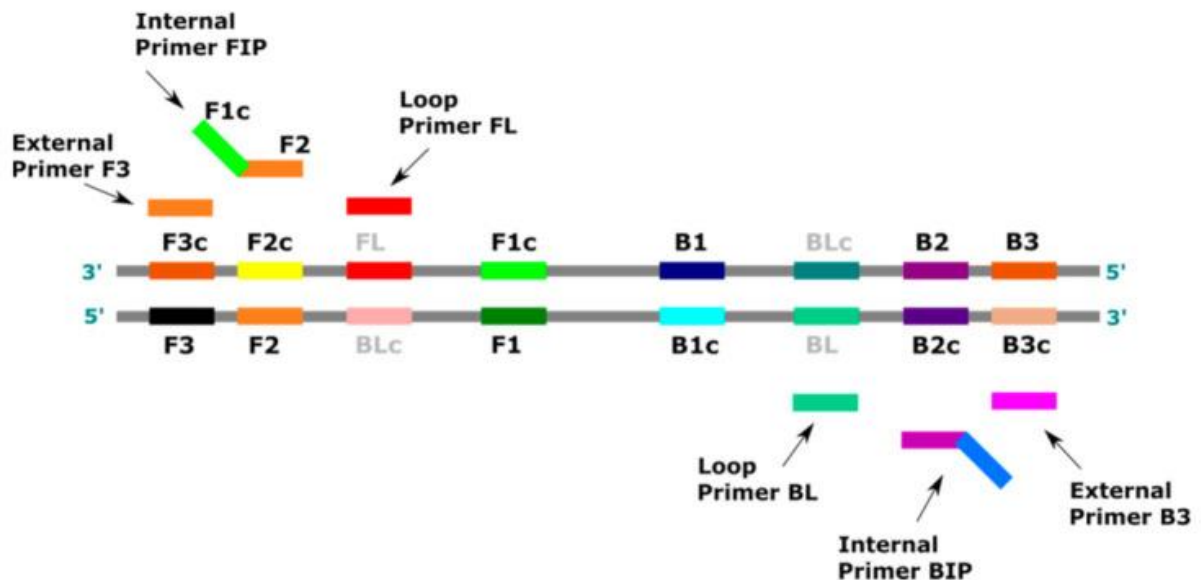 Internal
Primer FIP
F1c
F2
Loop
Primer FL
External
Primer F3
F3c F2c FL F1c B1 BLc B2 B3
3' 5'
5' 3'
F3 F2 BLc F1 B1c BL B2c B3c
Loop
Primer BL
Internal
Primer BIP
External
Primer B3